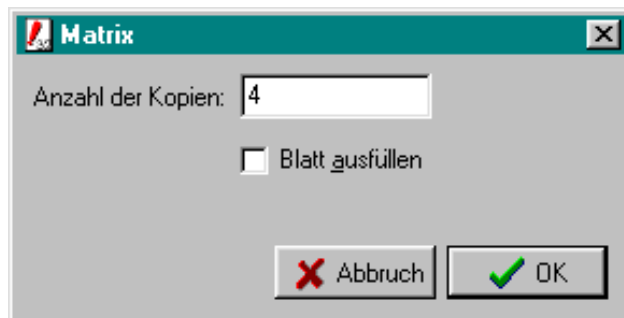 Matrix
Anzahl der Kopien: 4
Blatt ausfüllen
Abbruch OK